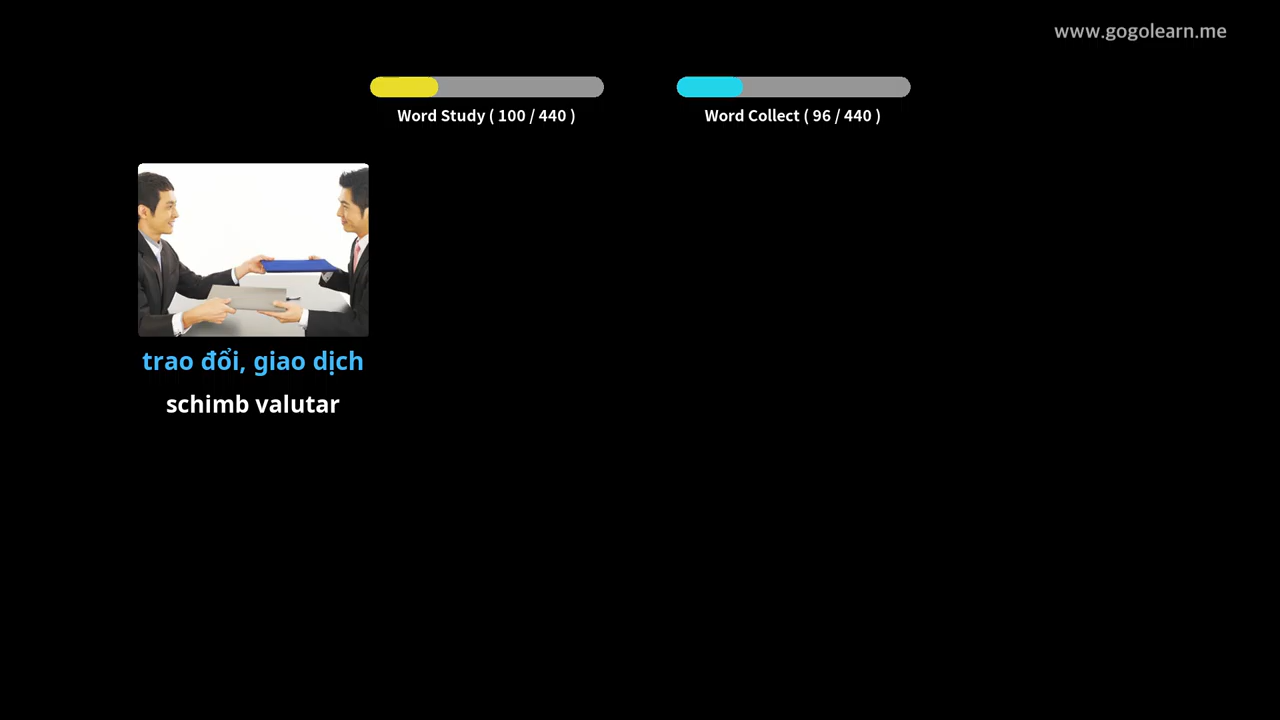 www.gogolearn.me
Word Study ( 100 / 440 )
Word Collect ( 96 / 440 )
trao đổi, giao dịch
schimb valutar